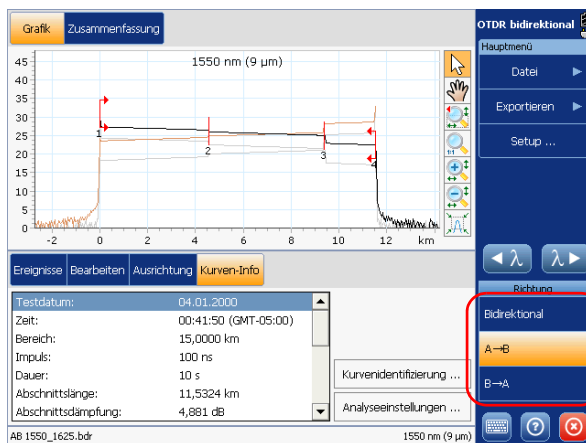 Grafik
Zusammenfassung
OTDR bidirektional
Hauptmenü
Datei
Exportieren
Setup ...
1550 nm (9 µm)
45
40
35
30
25
20
15
10
5
0
-2 0 2 4 6 8 10 12 km
1
2
3
4
1:1
λ
λ
Ereignisse
Bearbeiten
Ausrichtung
Kurven-Info
Testdatum: 04.01.2000
Zeit: 00:41:50 (GMT-05:00)
Bereich: 15,0000 km
Impuls: 100 ns
Dauer: 10 s
Abschnittslänge: 11,5324 km
Abschnittsdämpfung: 4,881 dB
Kurvenidentifizierung ...
Analyseeinstellungen ...
Richtung
Bidirektional
A→B
B→A
AB 1550_1625.bdr
1550 nm (9 µm)
?